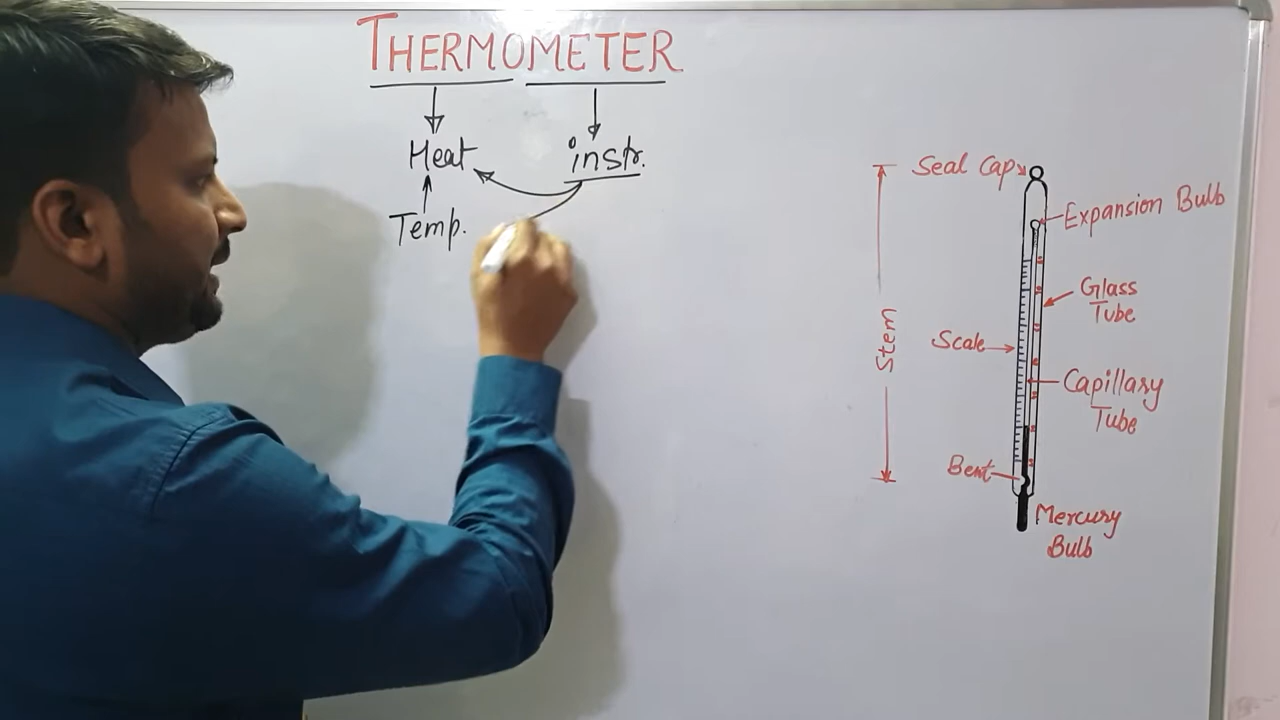 THERMOMETER
Heat instr.
Temp.
Seal Cap
Expansion Bulb
Glass
Tube
Stem
Scale
Capillary
Tube
Bent
Mercury
Bulb